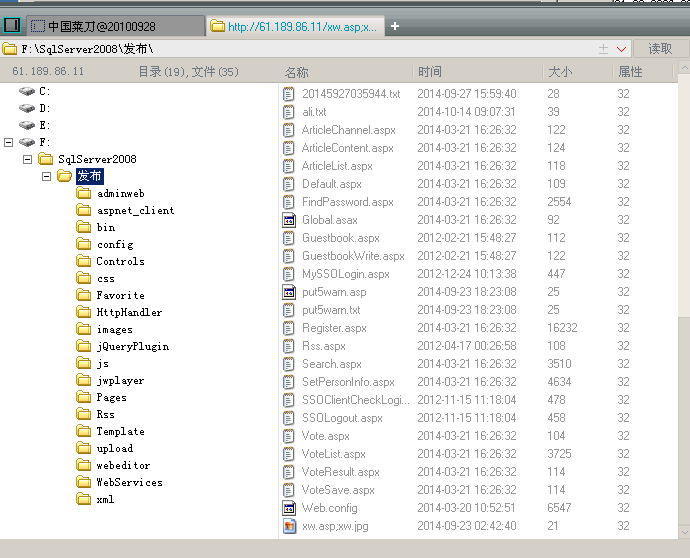 中国菜刀@20100928 http://61.189.86.11/xw.asp;x...
F:\SqlServer2008\发布\ 读取
61.189.86.11 目录(19),文件(35) 名称 时间 大小 属性
C:
D:
E:
F:
SqlServer2008
发布
adminweb
aspnet_client
bin
config
Controls
css
Favorite
HttpHandler
images
jQueryPlugin
js
jwplayer
Pages
Rss
Template
upload
webeditor
WebServices
xml
20145927035944.txt 2014-09-27 15:59:40 28 32
ali.txt 2014-10-14 09:07:31 39 32
ArticleChannel.aspx 2014-03-21 16:26:32 122 32
ArticleContent.aspx 2014-03-21 16:26:32 124 32
ArticleList.aspx 2014-03-21 16:26:32 118 32
Default.aspx 2014-03-21 16:26:32 109 32
FindPassword.aspx 2014-03-21 16:26:32 2554 32
Global.asax 2014-03-21 16:26:32 92 32
Guestbook.aspx 2012-02-21 15:48:27 112 32
GuestbookWrite.aspx 2012-02-21 15:48:27 122 32
MySSOLogin.aspx 2012-12-24 10:13:38 447 32
put5warn.asp 2014-09-23 18:23:08 25 32
put5warn.txt 2014-09-23 18:23:08 25 32
Register.aspx 2014-03-21 16:26:32 16232 32
Rss.aspx 2012-04-17 00:26:58 108 32
Search.aspx 2014-03-21 16:26:32 3510 32
SetPersonInfo.aspx 2014-03-21 16:26:32 4634 32
SSOClientCheckLogi... 2012-11-15 11:18:04 478 32
SSOLogout.aspx 2012-11-15 11:18:04 458 32
Vote.aspx 2014-03-21 16:26:32 104 32
VoteList.aspx 2014-03-21 16:26:32 3725 32
VoteResult.aspx 2014-03-21 16:26:32 114 32
VoteSave.aspx 2014-03-21 16:26:32 114 32
Web.config 2014-03-20 10:52:51 6547 32
xw.asp;xw.jpg 2014-09-23 02:42:40 21 32